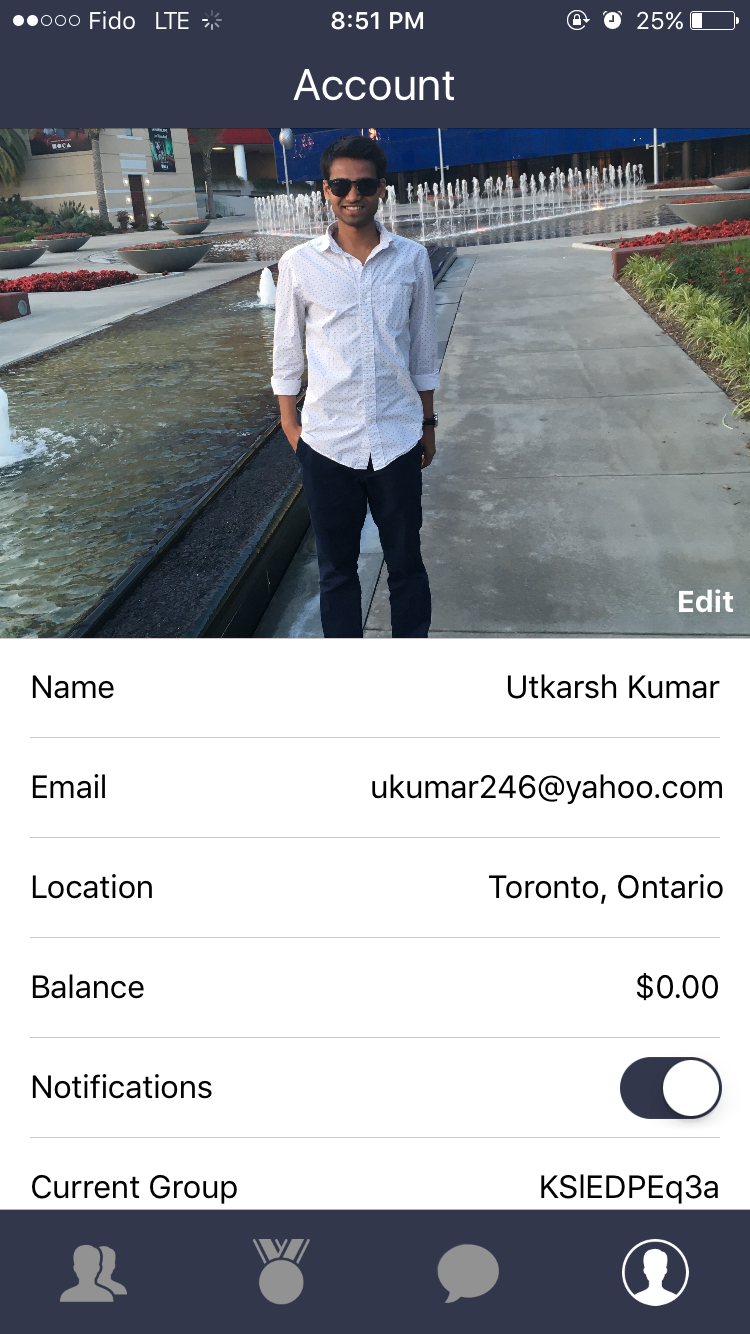 Fido LTE 8:51 PM 25%
Account
ROCA
Edit
Name Utkarsh Kumar
Email ukumar246@yahoo.com
Location Toronto, Ontario
Balance $0.00
Notifications
Current Group KSlEDPEq3a